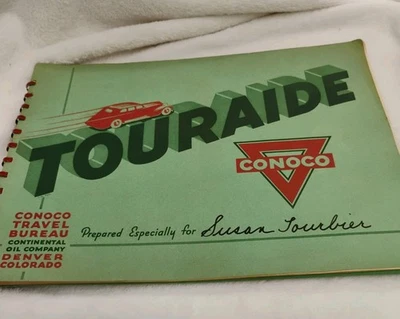 TOURAIDE
CONOCO
CONOCO
TRAVEL
BUREAU
CONTINENTAL
OIL COMPANY
DENVER
COLORADO
Prepared Especially for Susan Tourbier